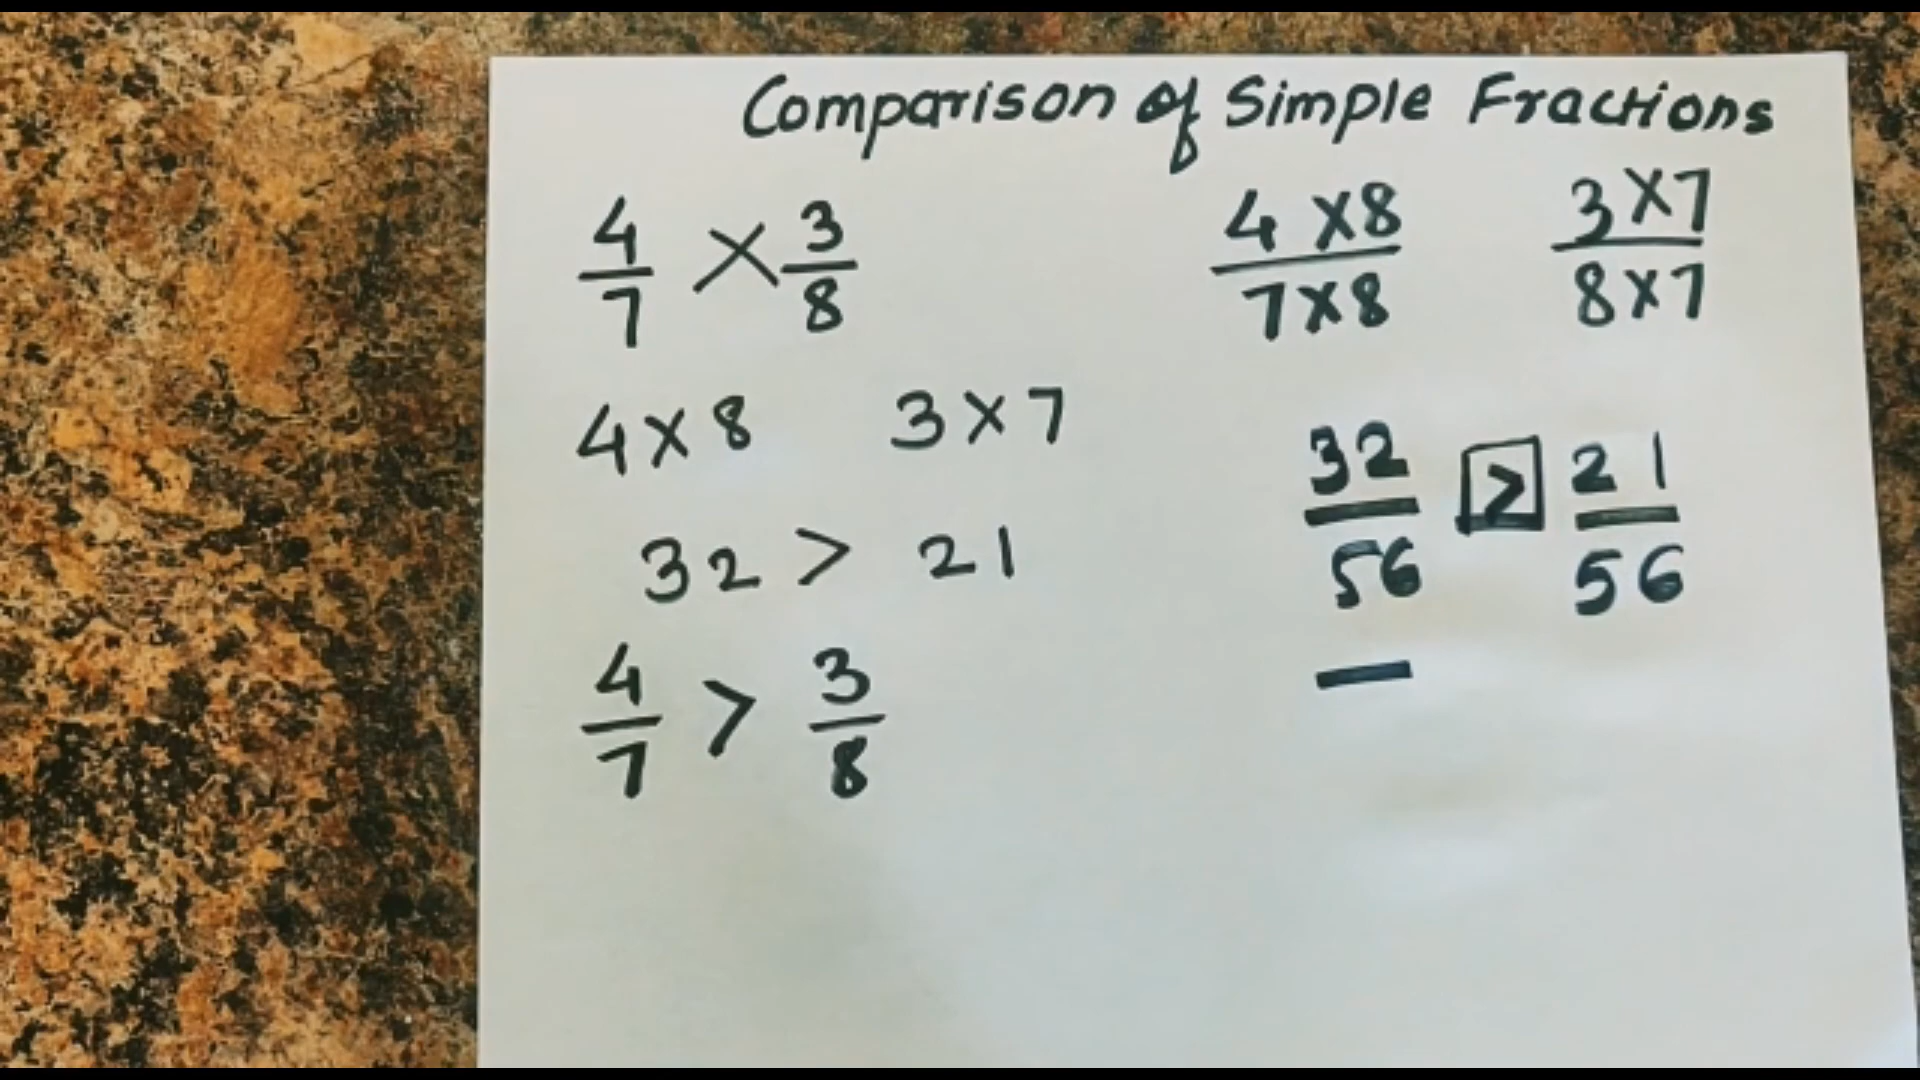 Comparison of Simple Fractions
4/7 × 3/8
4 × 8 3 × 7
32 > 21
4/7 > 3/8
4 × 8 / 7 × 8 3 × 7 / 8 × 7
32/56 > 21/56